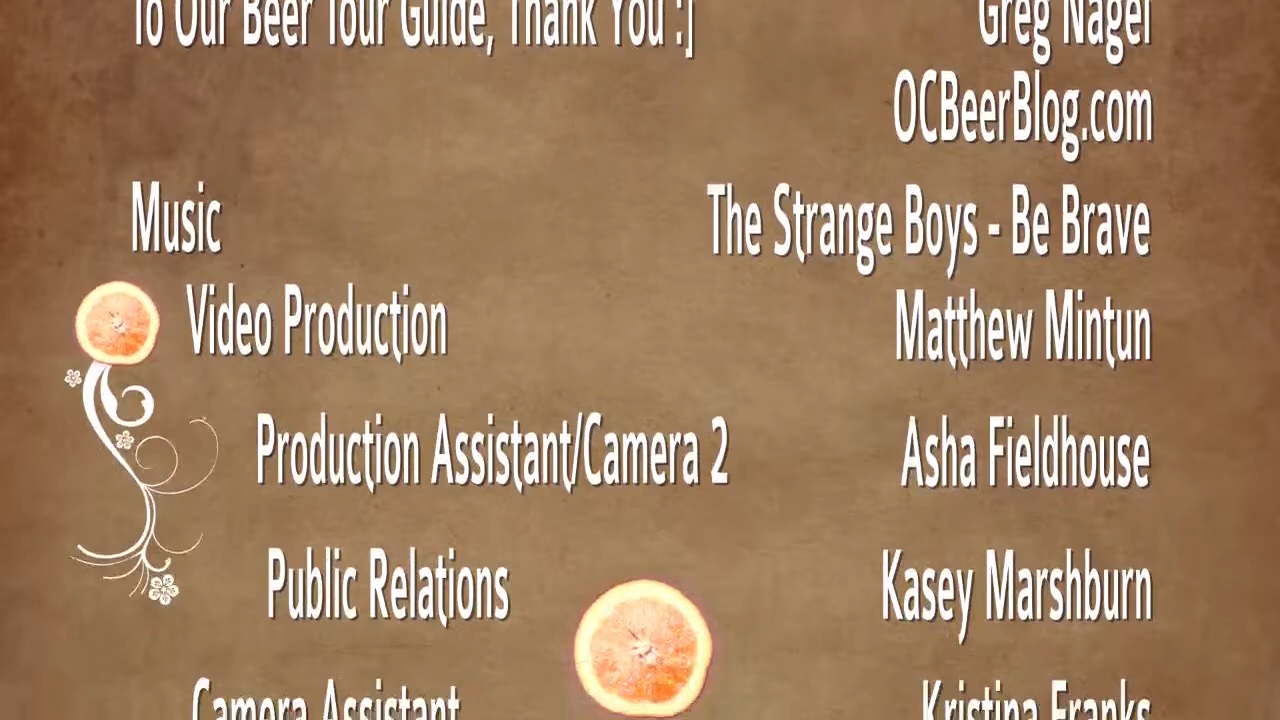 To Our Beer Tour Guide, Thank You :]
Greg Nagel
OCBeerBlog.com
Music
The Strange Boys - Be Brave
Video Production
Matthew Mintun
Production Assistant/Camera 2
Asha Fieldhouse
Public Relations
Kasey Marshburn
Camera Assistant
Kristina Franks